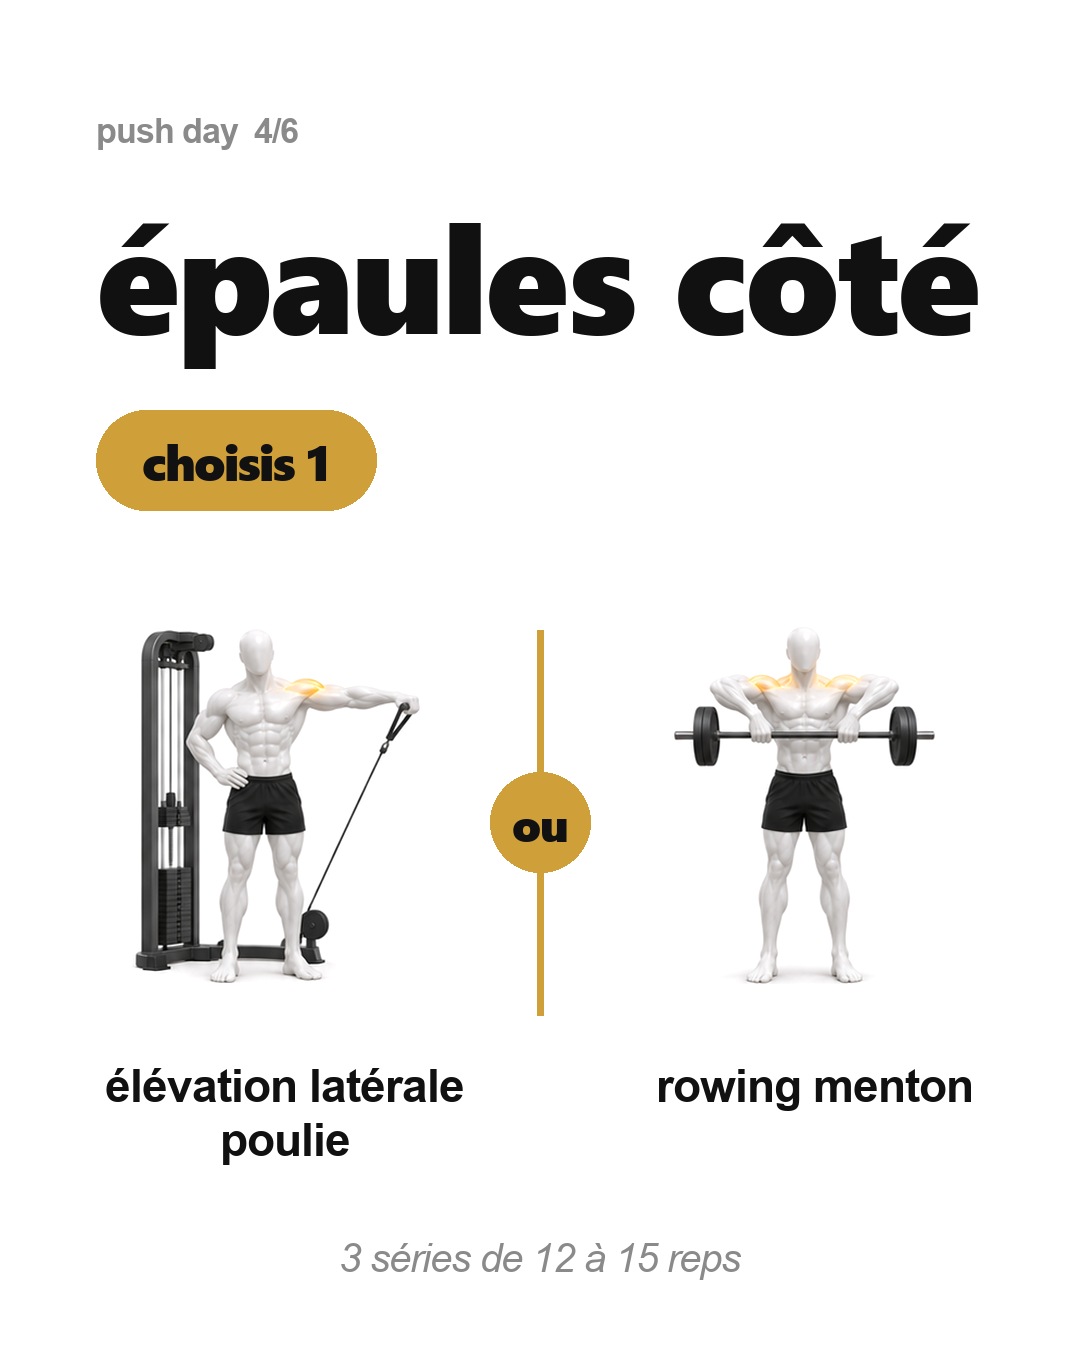 push day 4/6
épaules côté
choisis 1
ou
élévation latérale
poulie
rowing menton
3 séries de 12 à 15 reps